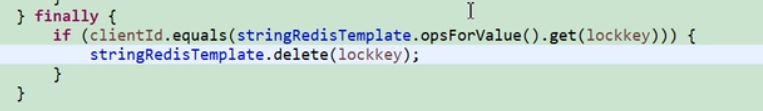 } finally {
if (clientId.equals(stringRedisTemplate.opsForValue().get(lockkey))) {
stringRedisTemplate.delete(lockkey);
}
}